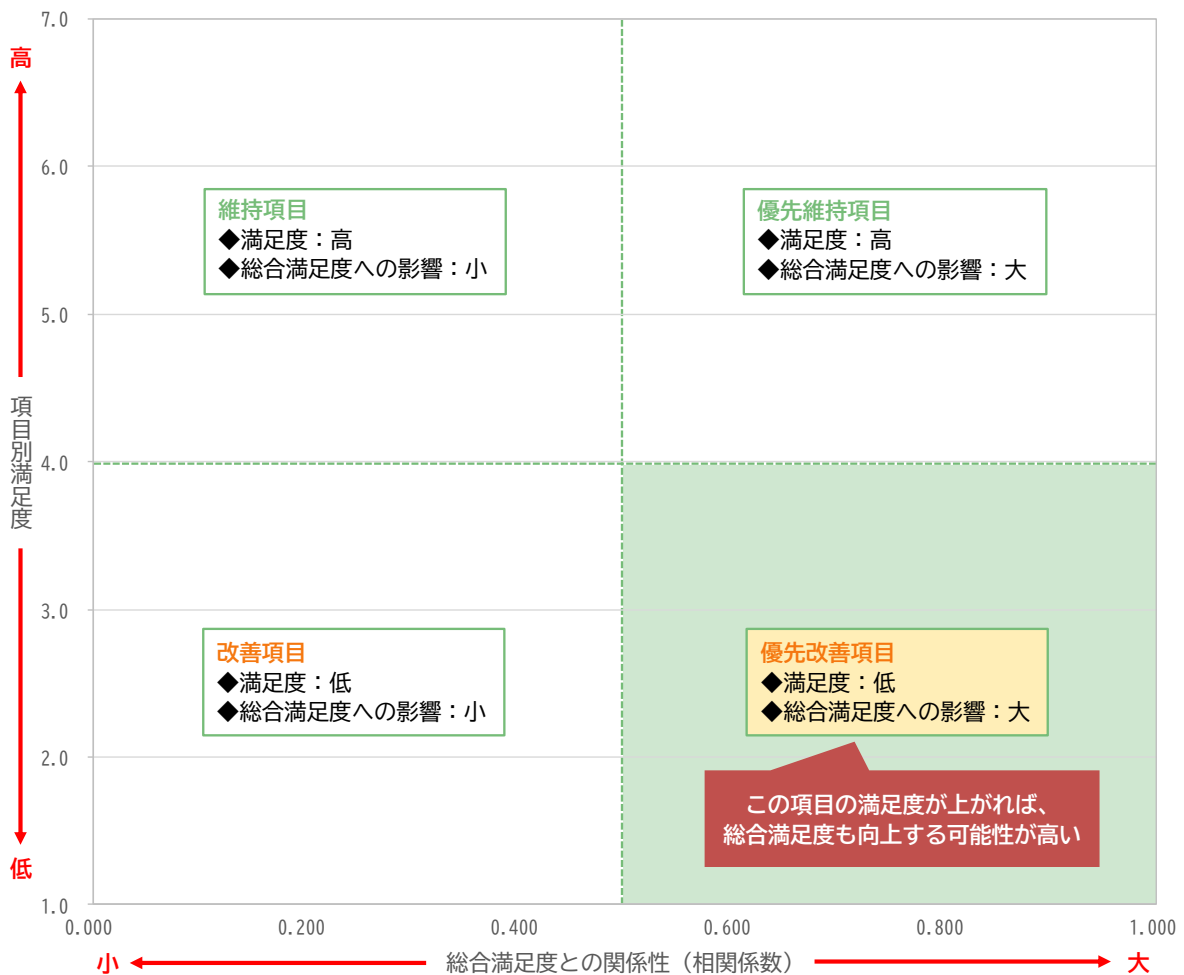 7.0
高
6.0
維持項目
◆満足度：高
◆総合満足度への影響：小
優先維持項目
◆満足度：高
◆総合満足度への影響：大
5.0
項目別満足度
4.0
3.0
改善項目
◆満足度：低
◆総合満足度への影響：小
優先改善項目
◆満足度：低
◆総合満足度への影響：大
2.0
この項目の満足度が上がれば、
総合満足度も向上する可能性が高い
低
1.0
0.000 0.200 0.400 0.600 0.800 1.000
小 総合満足度との関係性（相関係数） 大